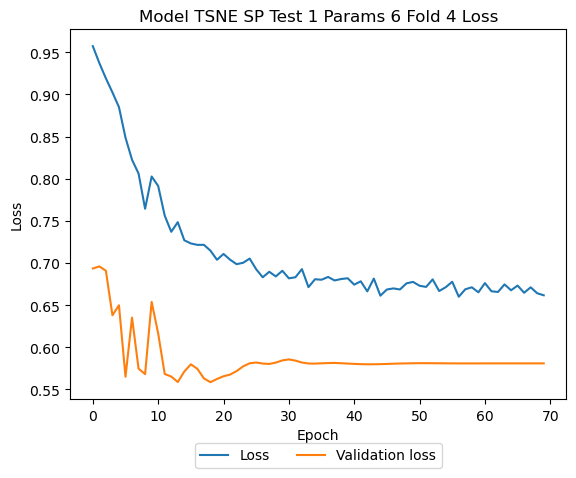 Model TSNE SP Test 1 Params 6 Fold 4 Loss
0.95
0.90
0.85
0.80
0.75
0.70
0.65
0.60
0.55
Loss
0 10 20 30 40 50 60 70
Epoch
Loss Validation loss